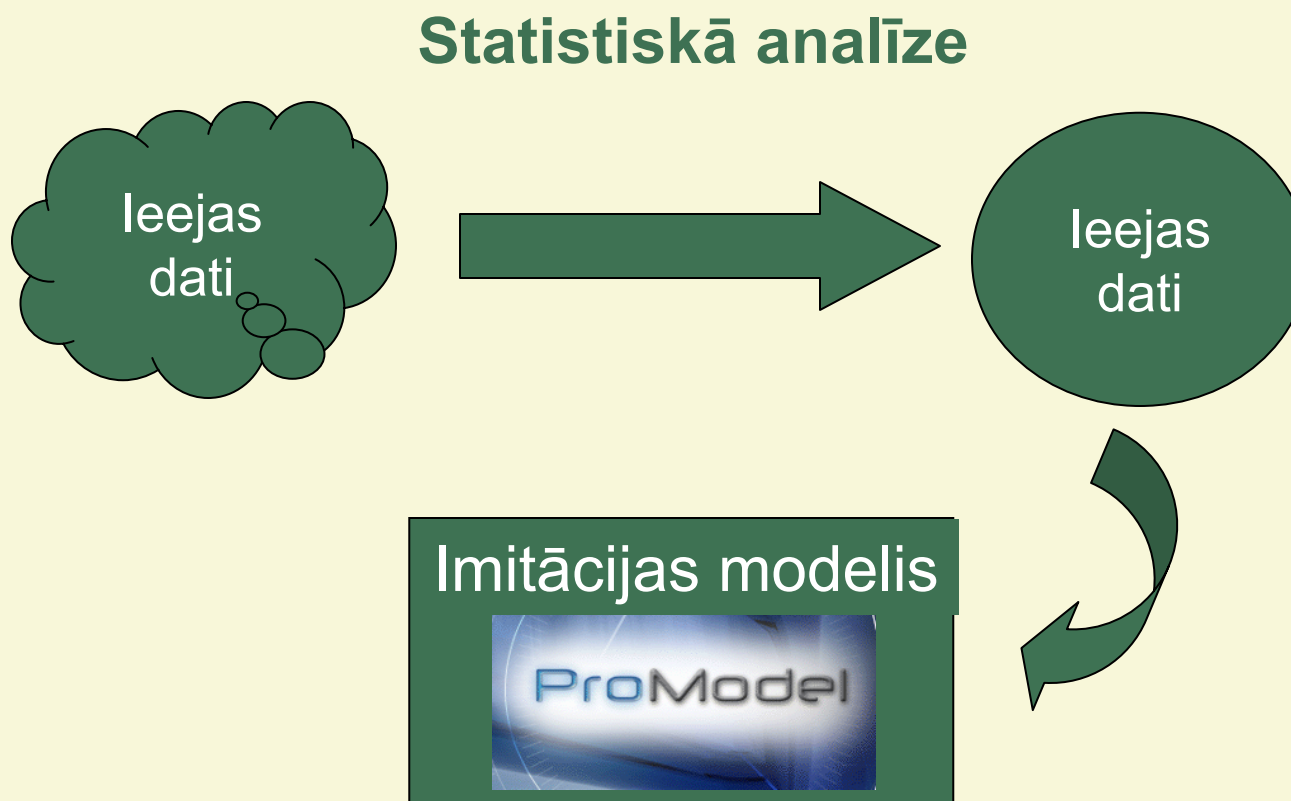 Statistiskā analīze
Ieejas
dati
Ieejas
dati
Imitācijas modelis
ProModel